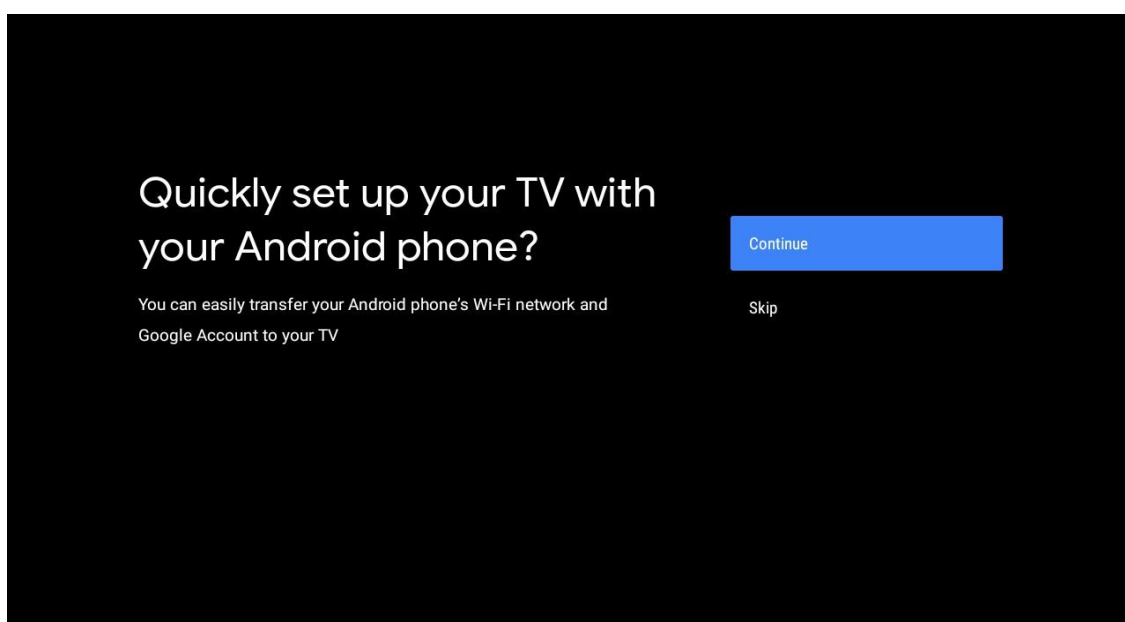 Quickly set up your TV with
your Android phone?
You can easily transfer your Android phone’s Wi-Fi network and
Google Account to your TV
Continue
Skip